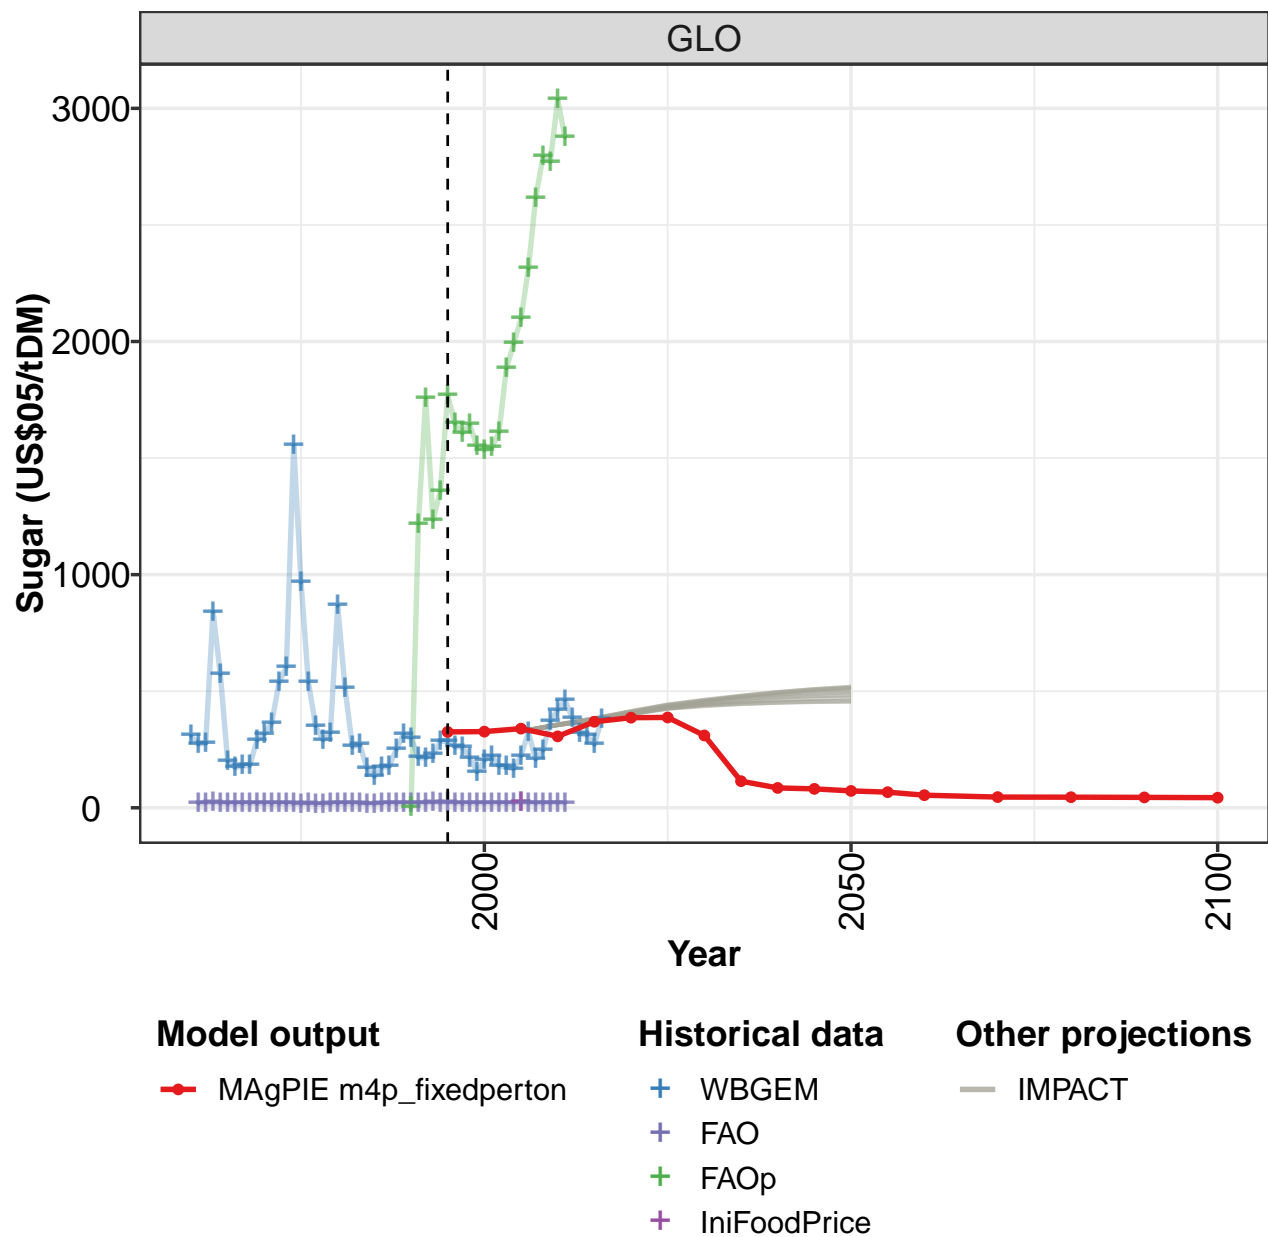 GLO
Sugar (US$05/tDM)
3000
2000
1000
0
2000
2050
2100
Year
Model output
MAgPIE m4p_fixedperton
Historical data
WBGEM
FAO
FAOp
IniFoodPrice
Other projections
IMPACT